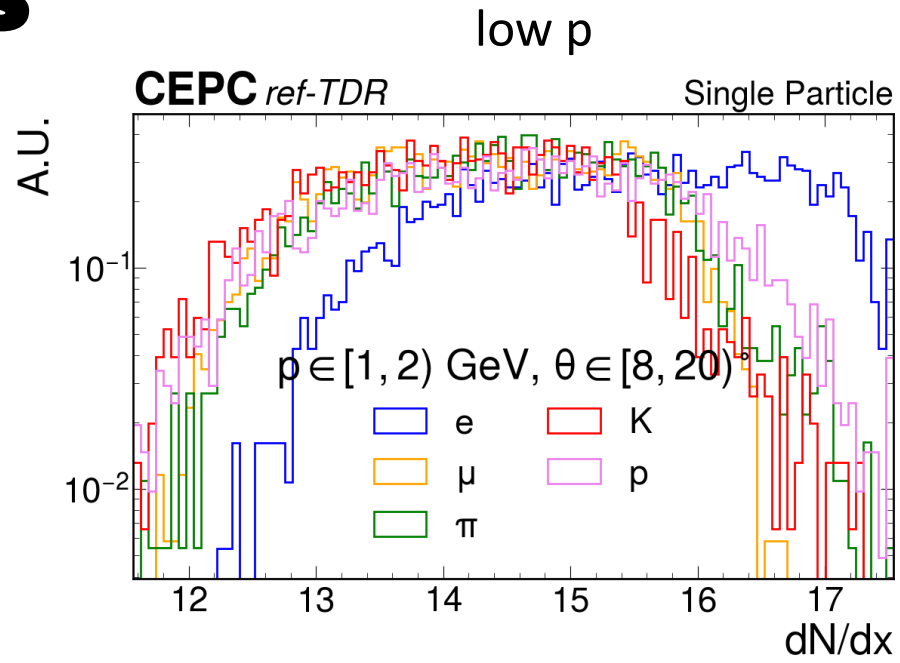 low p
CEPC ref-TDR Single Particle
A.U.
10⁻¹
p∈[1, 2) GeV, θ∈[8, 20)°
e K
μ p
π
10⁻²
12 13 14 15 16 17
dN/dx